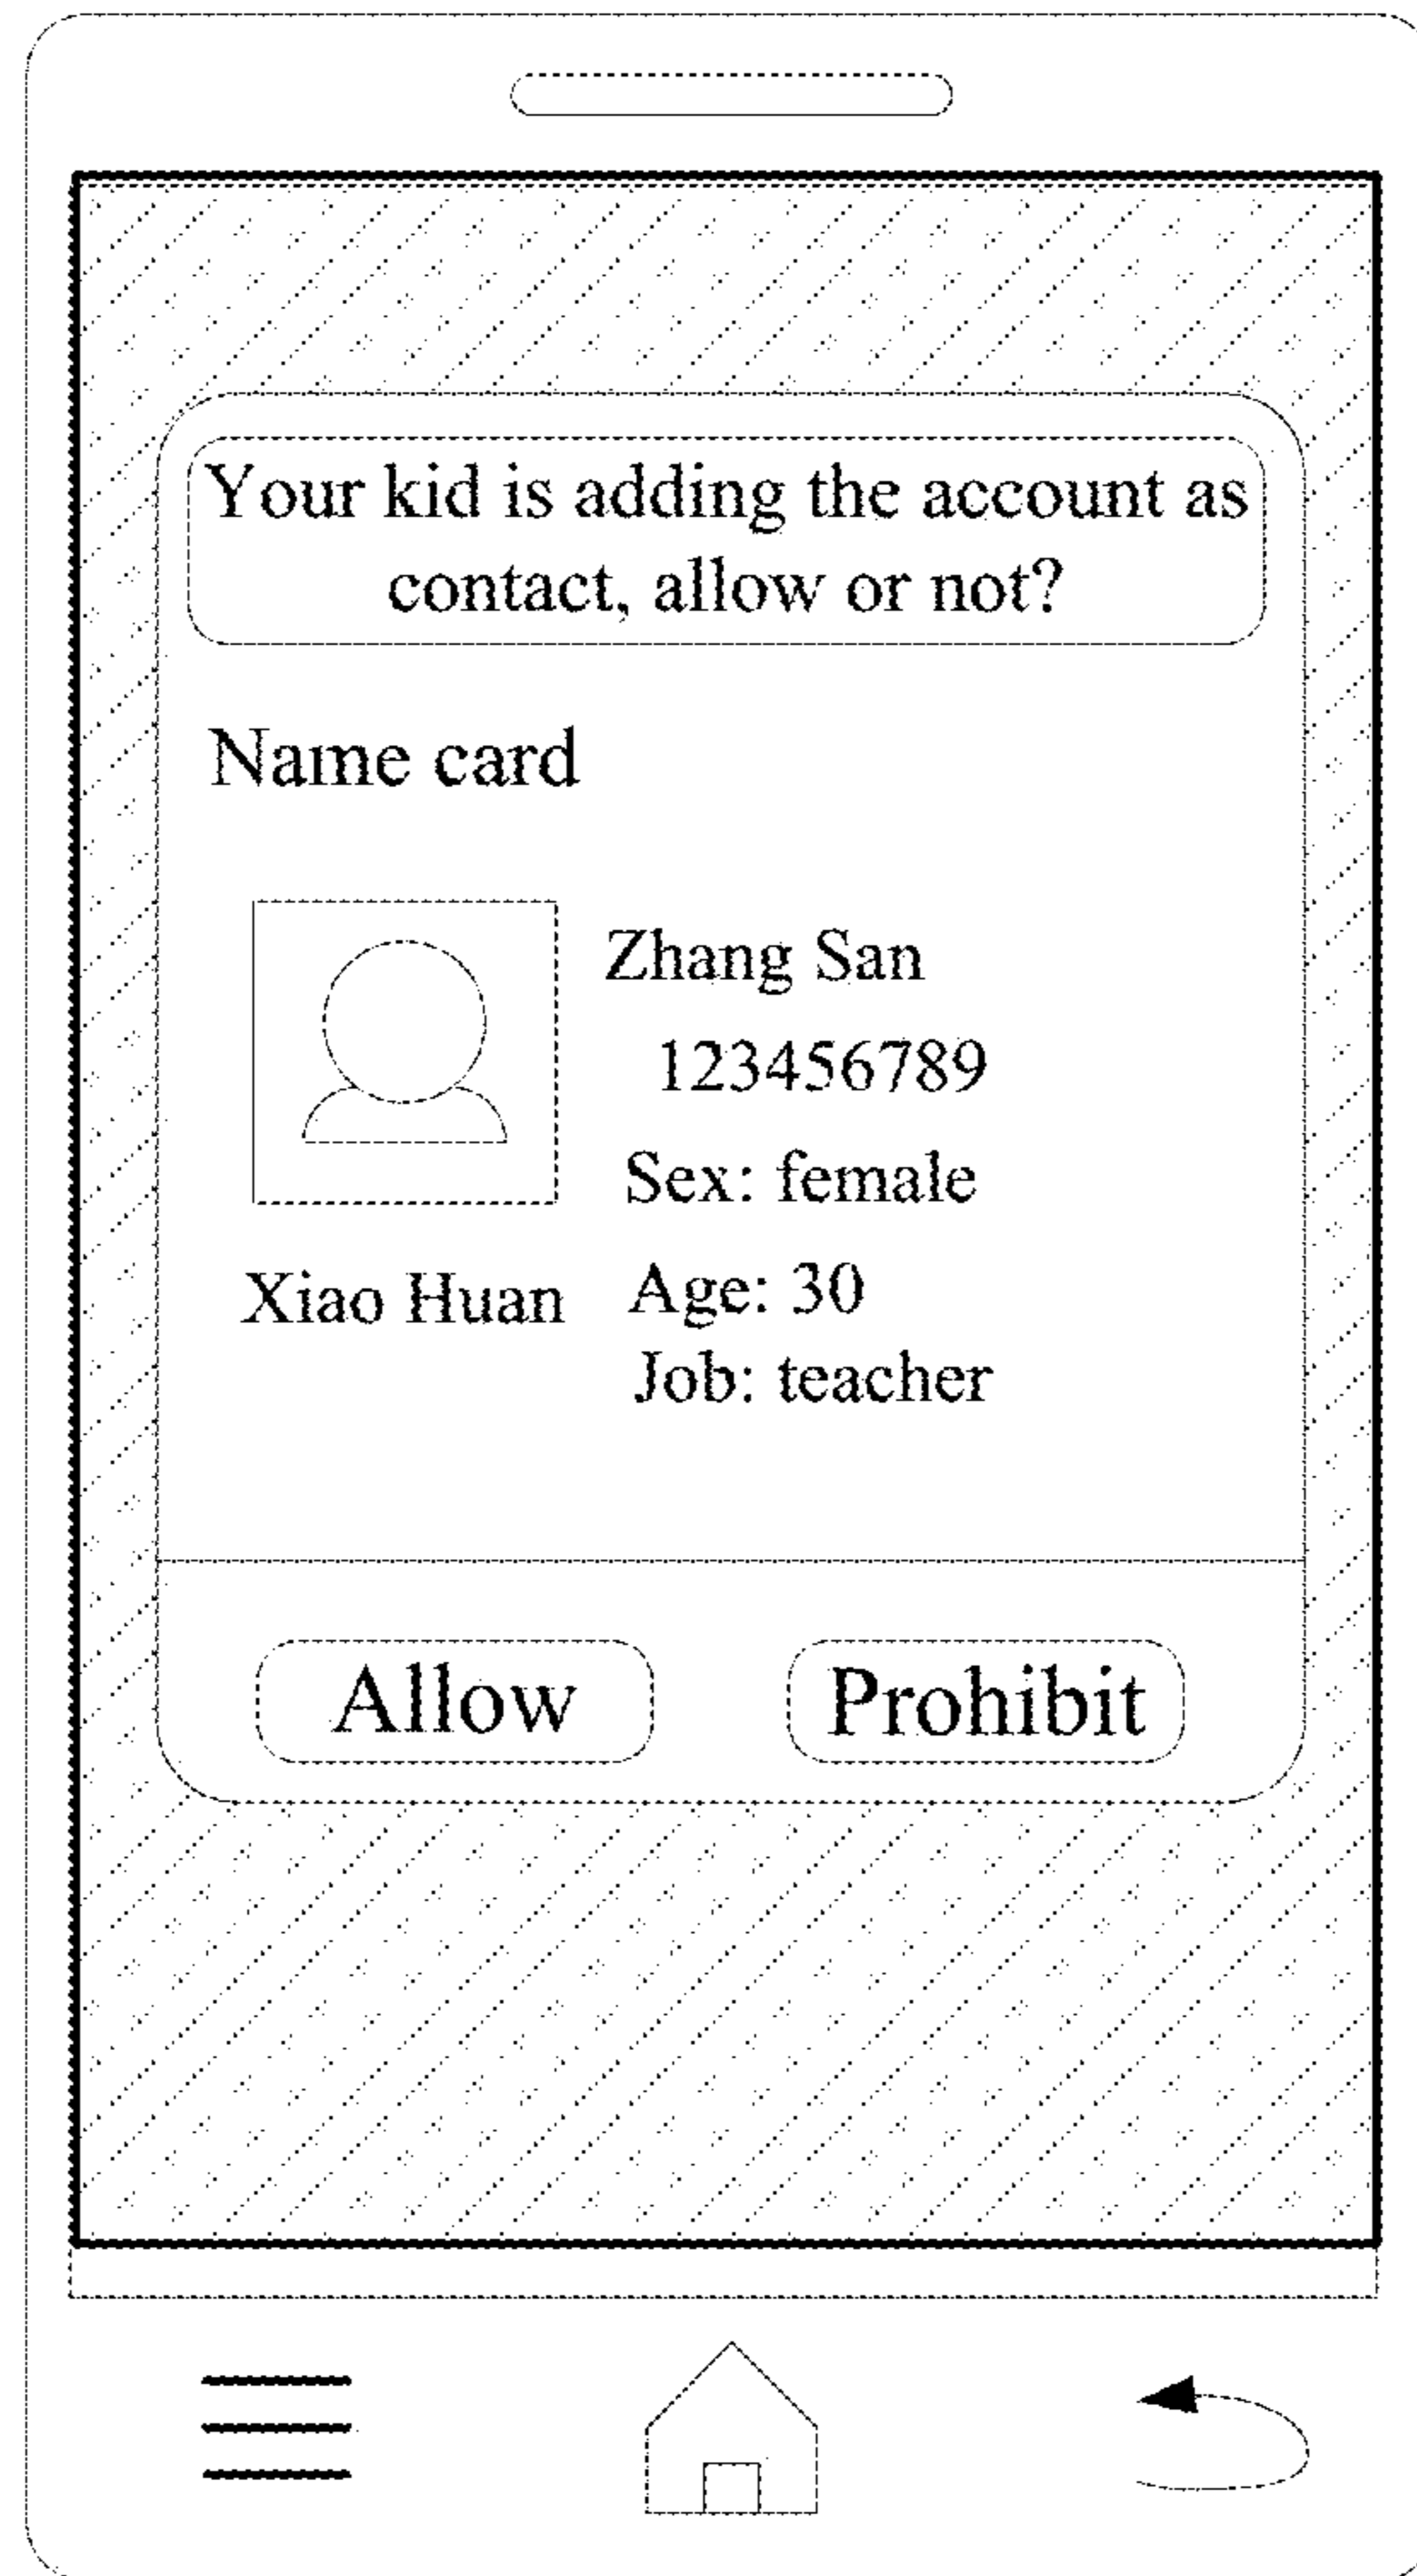 Your kid is adding the account as
contact, allow or not?
Name card
Zhang San
123456789
Sex: female
Xiao Huan
Age: 30
Job: teacher
Allow
Prohibit